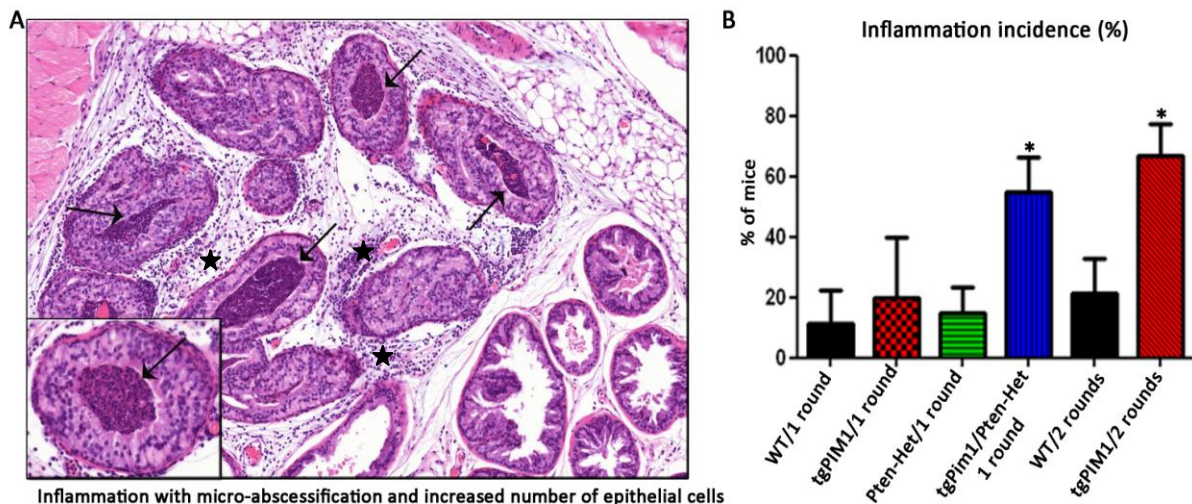 A
Inflammation with micro-abscessification and increased number of epithelial cells
B
Inflammation incidence (%)
% of mice
100
80
60
40
20
0
*
*
WT/1 round
tgPIM1/1 round
Pten-Het/1 round
tgPim1/Pten-Het
1 round
WT/2 rounds
tgPIM1/2 rounds